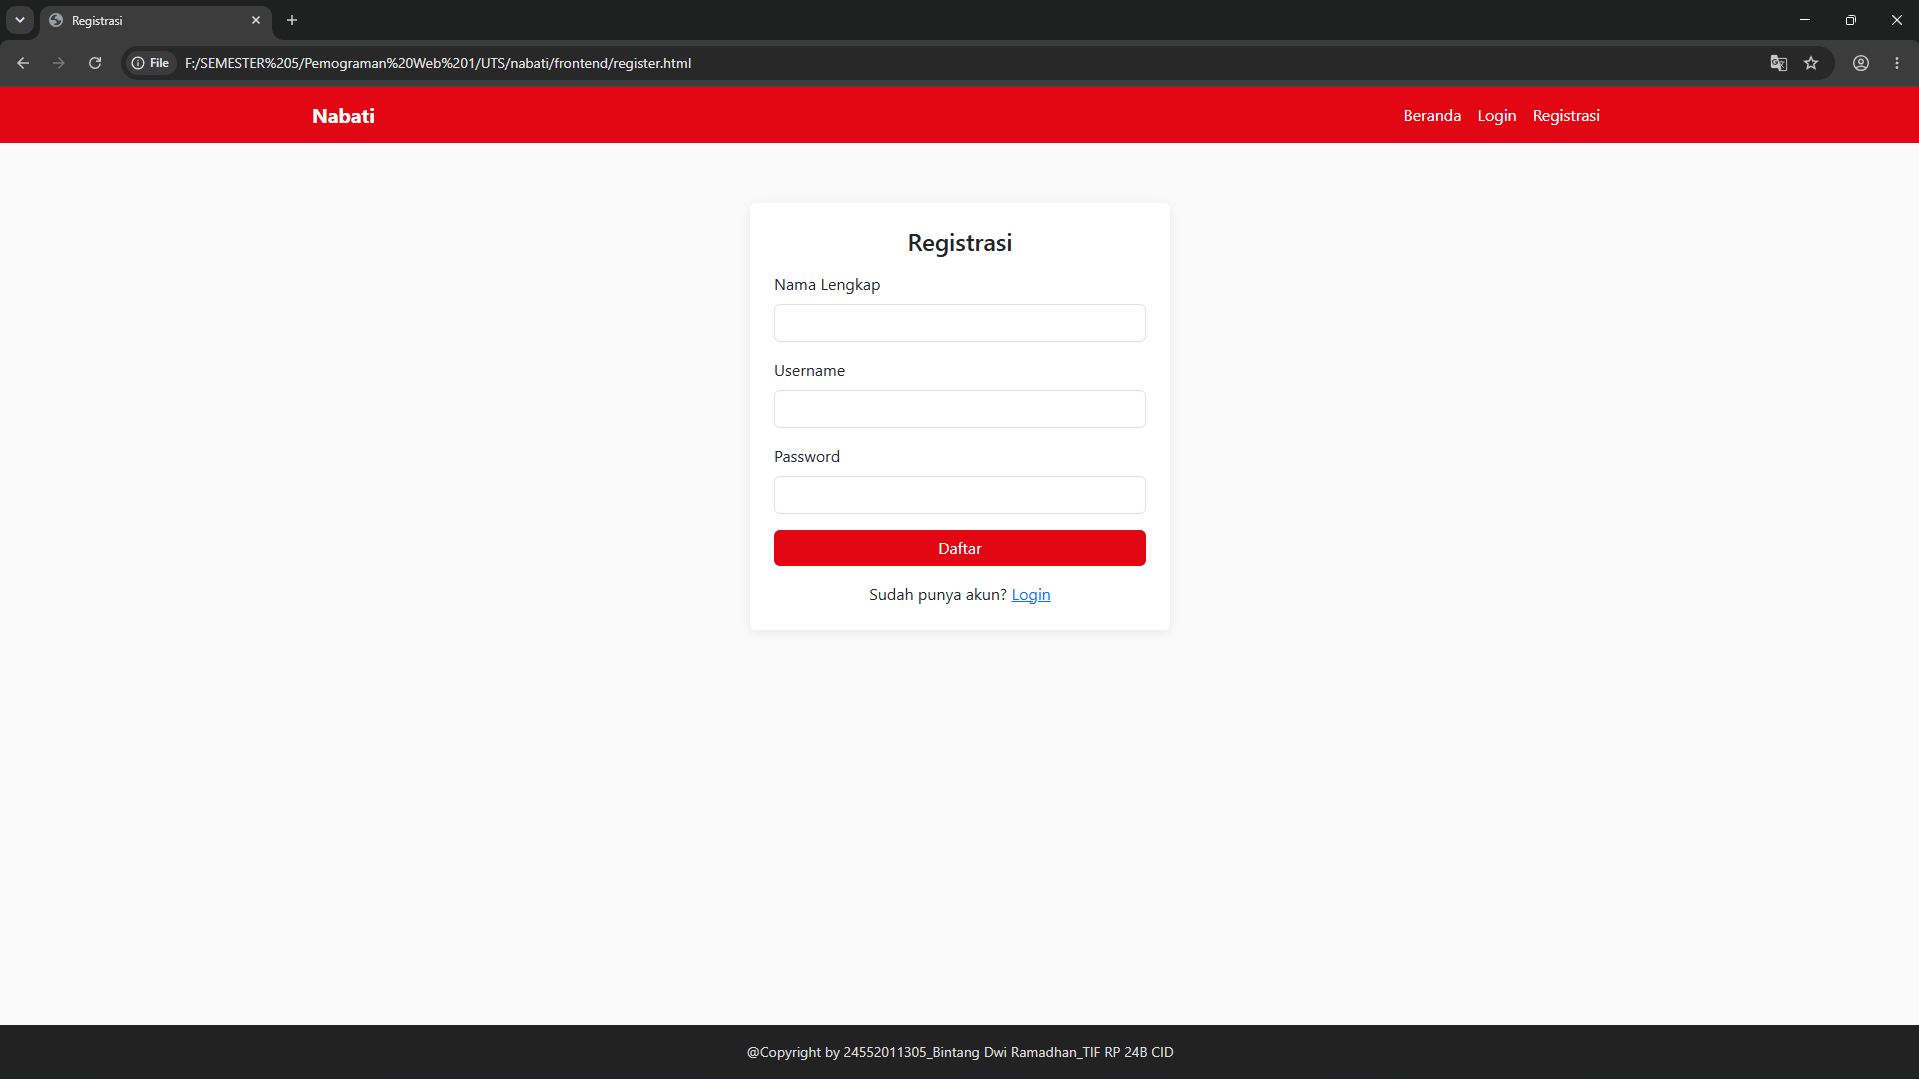 Registrasi
File
F:/SEMESTER%205/Pemograman%20Web%201/UTS/nabati/frontend/register.html
Nabati
Beranda Login Registrasi
Registrasi
Nama Lengkap
Username
Password
Daftar
Sudah punya akun? Login
@Copyright by 24552011305_Bintang Dwi Ramadhan_TIF RP 24B CID